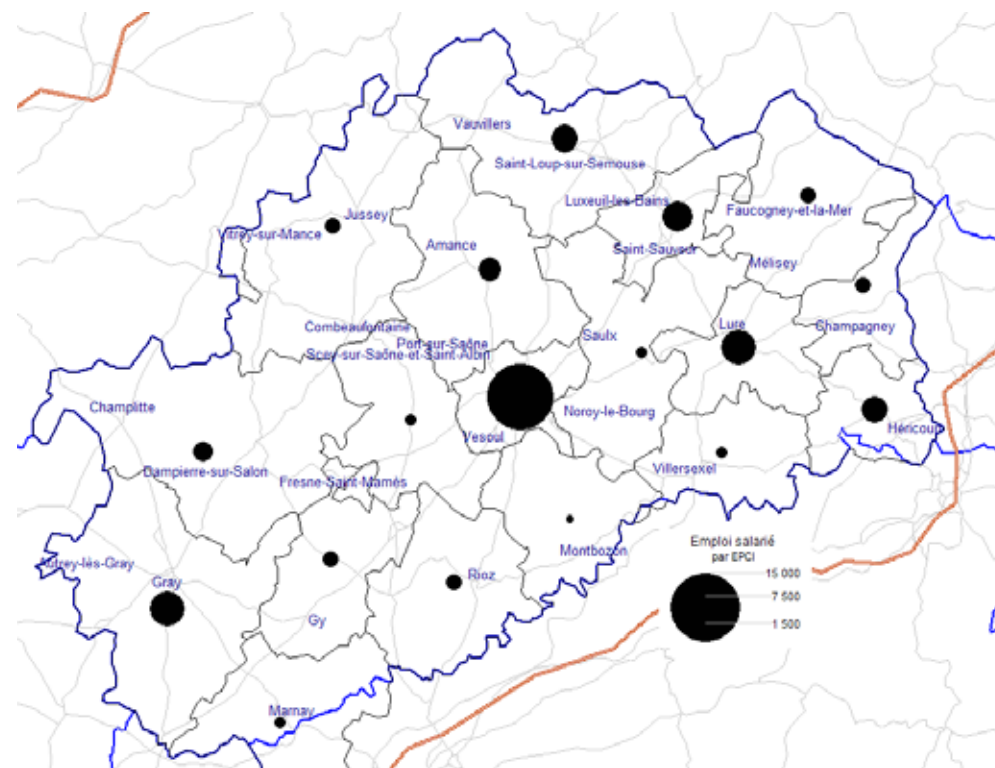 Vauvillers
Saint-Loup-sur-Semouse
Luxeuil-les-Bains
Faucogney-et-la-Mer
Jussey
Vitrey-sur-Mance
Amance
Saint-Sauveur
Mélisey
Combeaufontaine
Port-sur-Saône
Scey-sur-Saône-et-Saint-Albin
Saulx
Lure
Champagney
Champlitte
Noroy-le-Bourg
Héricourt
Vesoul
Dampierre-sur-Salon
Fresne-Saint-Mamès
Villersexel
Montbozon
Emploi salarié
par EPCI
15 000
7 500
1 500
Autrey-lès-Gray
Gray
Rioz
Gy
Marnay